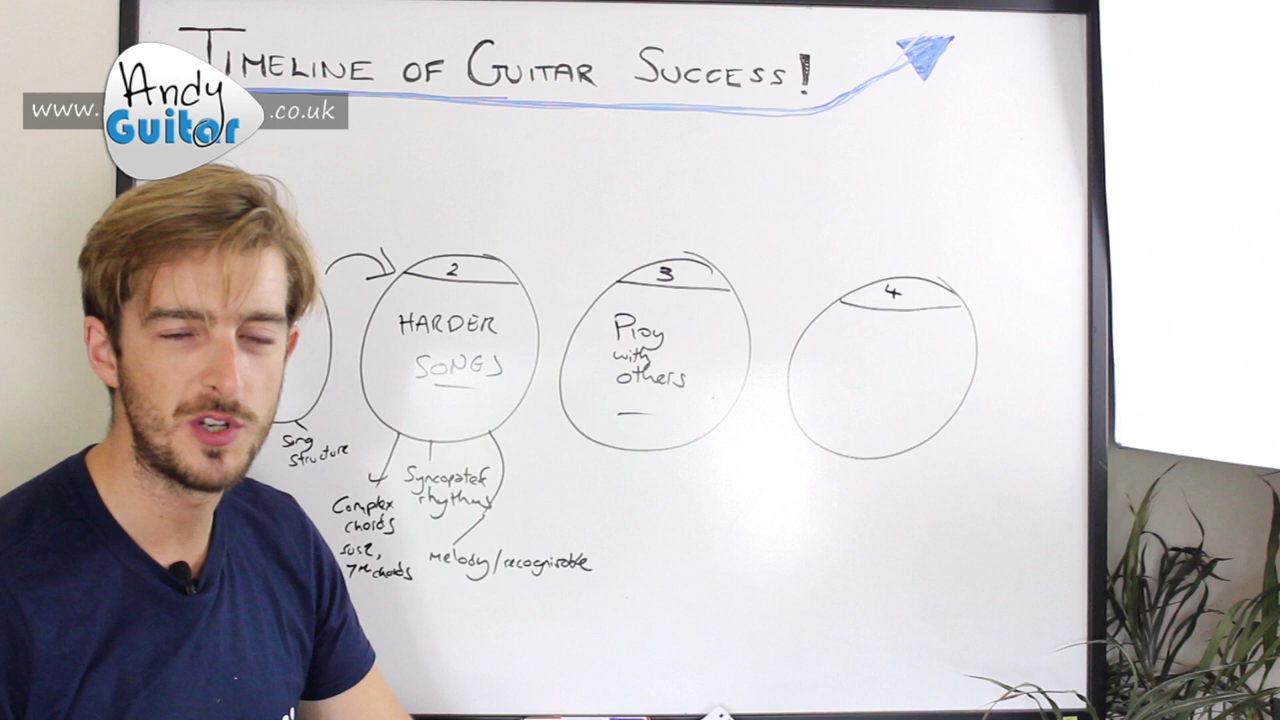 TIMELINE OF GUITAR SUCCESS!
www.
Andy
Guitar
.co.uk
2
HARDER
SONGS
3
Play
with
others
4
Song
Structure
Syncopated
rhythms
Complex
chords
sus2,
7th chords
Melody/recognisable